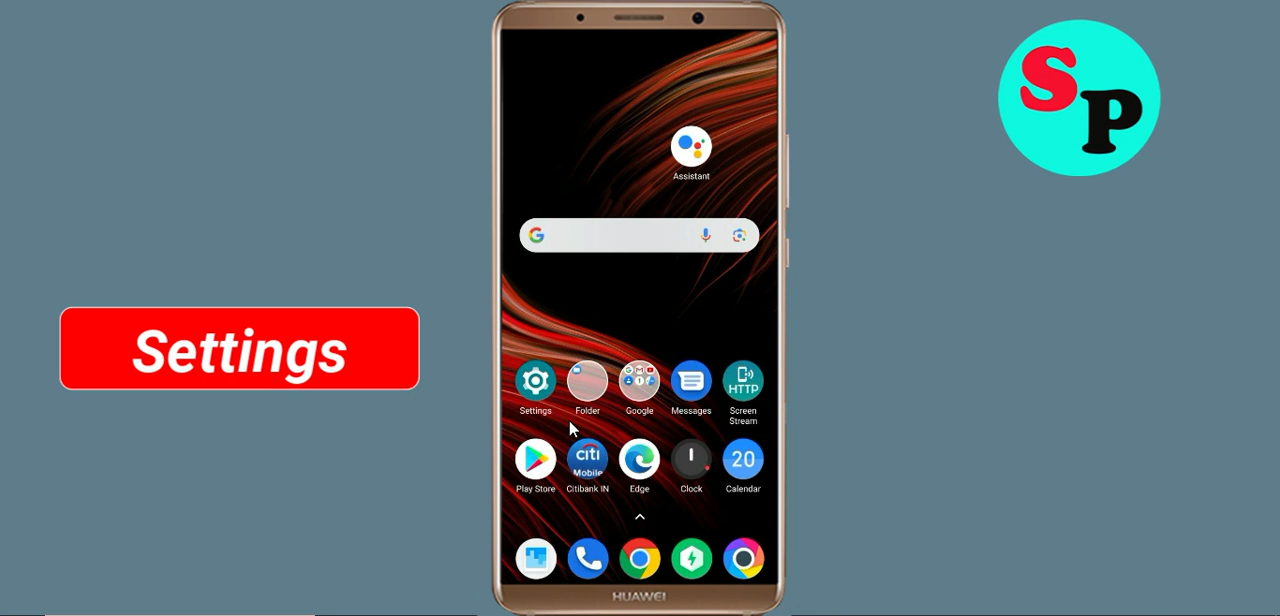 SP
Assistant
Settings
Settings
Folder
Google
Messages
HTTP
Screen
Stream
citi
Mobile
20
Play Store
Citibank IN
Edge
Clock
Calendar
HUAWEI